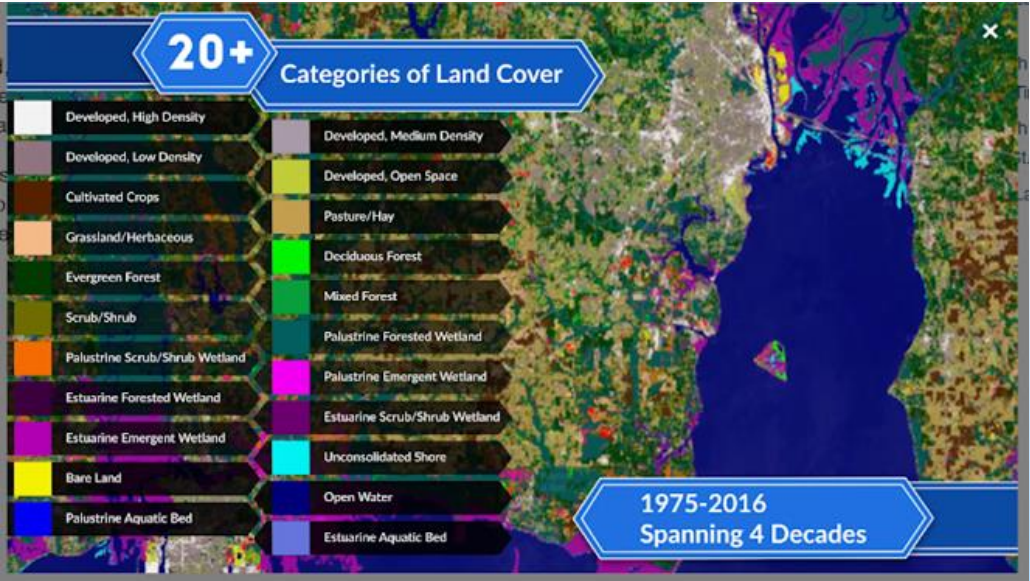 20+
Categories of Land Cover
×
Developed, High Density
Developed, Low Density
Cultivated Crops
Grassland/Herbaceous
Evergreen Forest
Scrub/Shrub
Palustrine Scrub/Shrub Wetland
Estuarine Forested Wetland
Estuarine Emergent Wetland
Bare Land
Palustrine Aquatic Bed
Developed, Medium Density
Developed, Open Space
Pasture/Hay
Deciduous Forest
Mixed Forest
Palustrine Forested Wetland
Palustrine Emergent Wetland
Estuarine Scrub/Shrub Wetland
Unconsolidated Shore
Open Water
Estuarine Aquatic Bed
1975-2016
Spanning 4 Decades